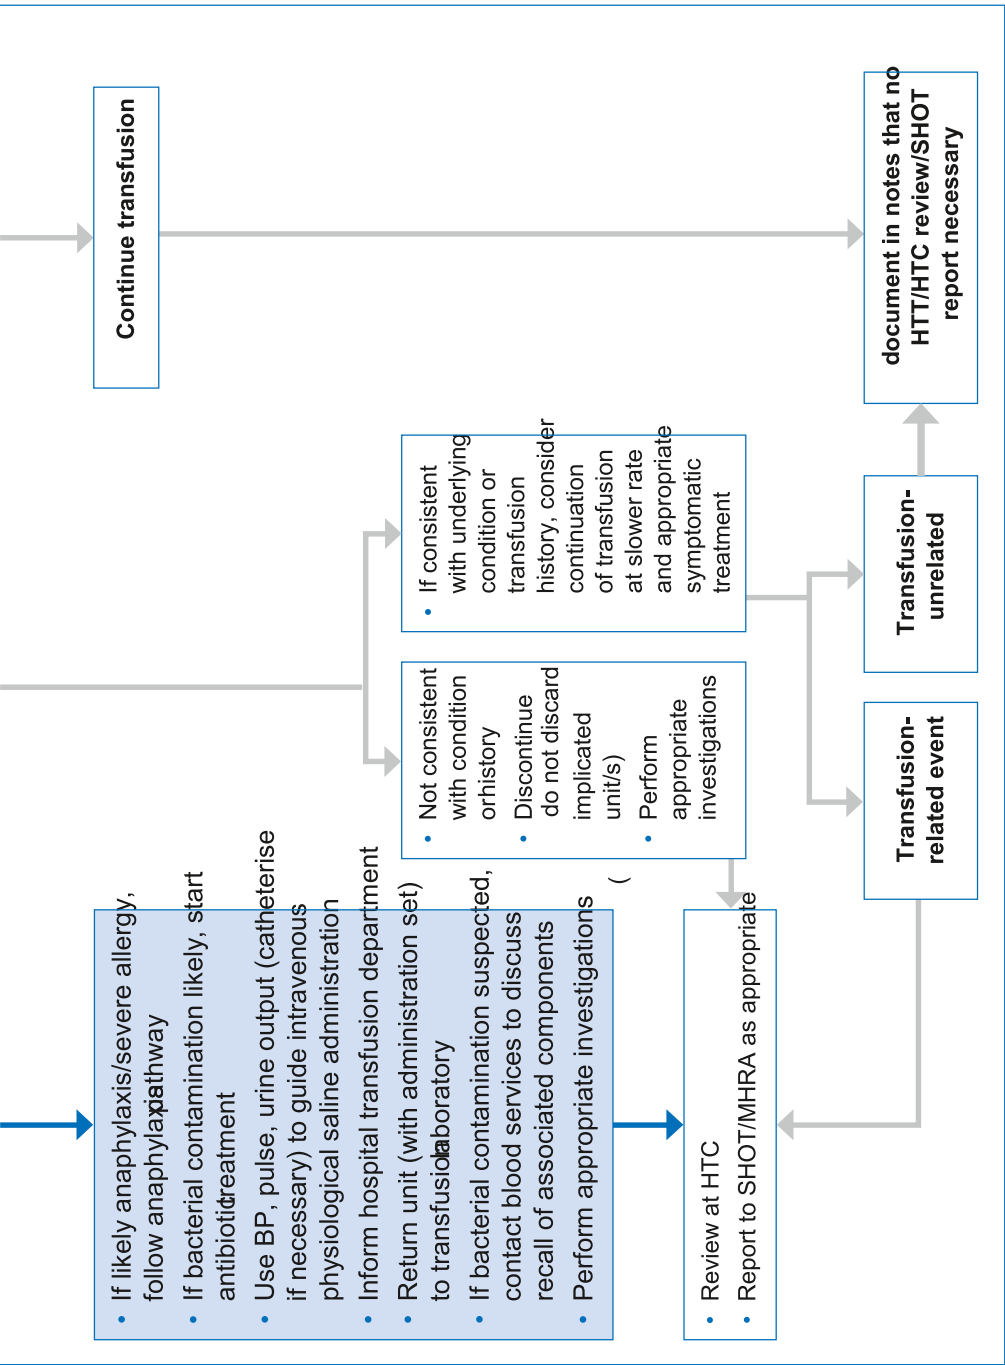 • If likely anaphylaxis/severe allergy,
follow anaphylaxis pathway
• If bacterial contamination likely, start
antibiotic treatment
• Use BP, pulse, urine output (catheterise
if necessary) to guide intravenous
physiological saline administration
• Inform hospital transfusion department
• Return unit (with administration set)
to transfusion laboratory
• If bacterial contamination suspected,
contact blood services to discuss
recall of associated components
• Perform appropriate investigations
(
• Not consistent
with condition
orhistory
• Discontinue
do not discard
implicated
unit/s)
• Perform
appropriate
investigations
• If consistent
with underlying
condition or
transfusion
history, consider
continuation
of transfusion
at slower rate
and appropriate
symptomatic
treatment
Continue transfusion
• Review at HTC
• Report to SHOT/MHRA as appropriate
Transfusion-
related event
Transfusion-
unrelated
document in notes that no
HTT/HTC review/SHOT
report necessary